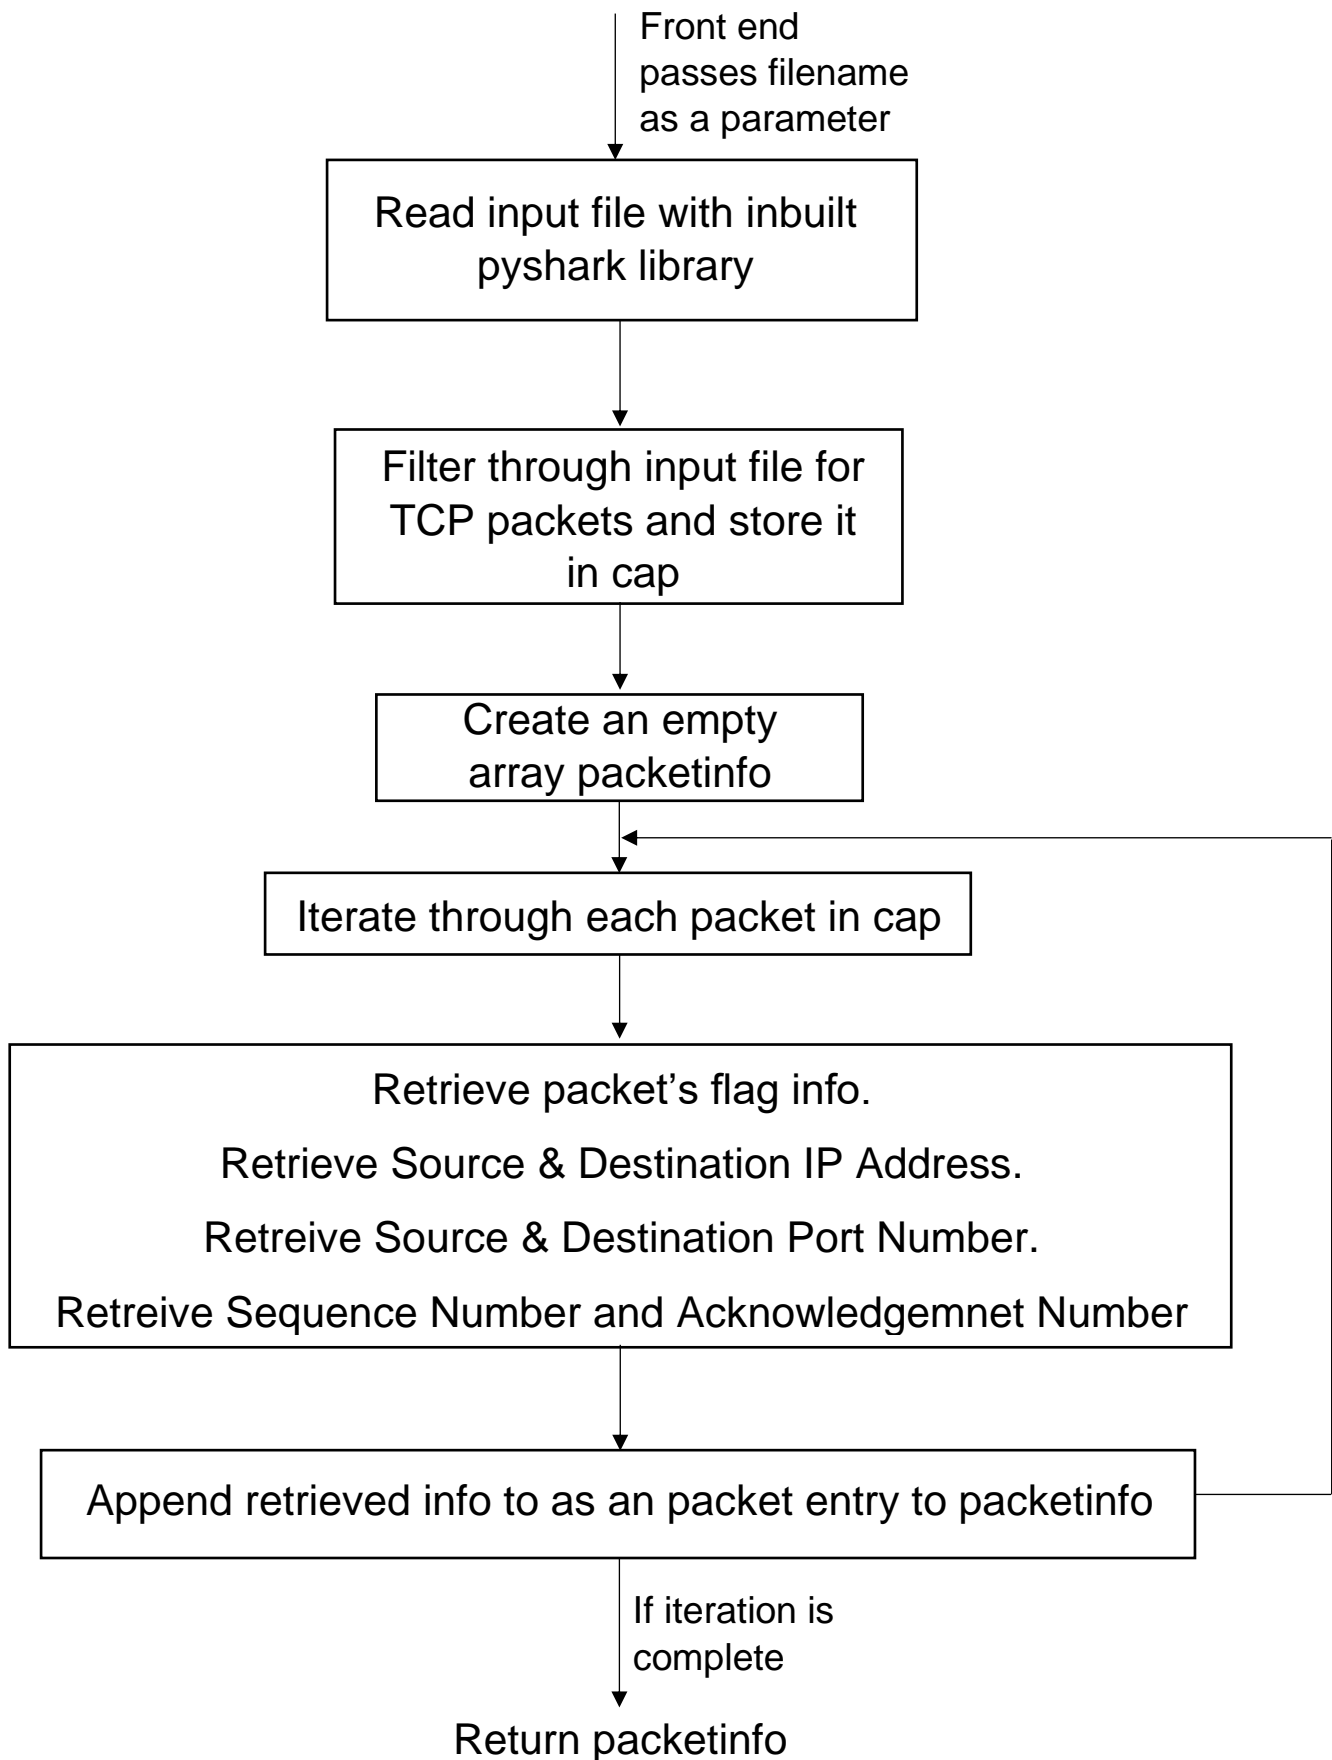 Front end
passes filename
as a parameter
Read input file with inbuilt
pyshark library
Filter through input file for
TCP packets and store it
in cap
Create an empty
array packetinfo
Iterate through each packet in cap
Retrieve packet’s flag info.
Retrieve Source & Destination IP Address.
Retreive Source & Destination Port Number.
Retreive Sequence Number and Acknowledgemnet Number
Append retrieved info to as an packet entry to packetinfo
If iteration is
complete
Return packetinfo